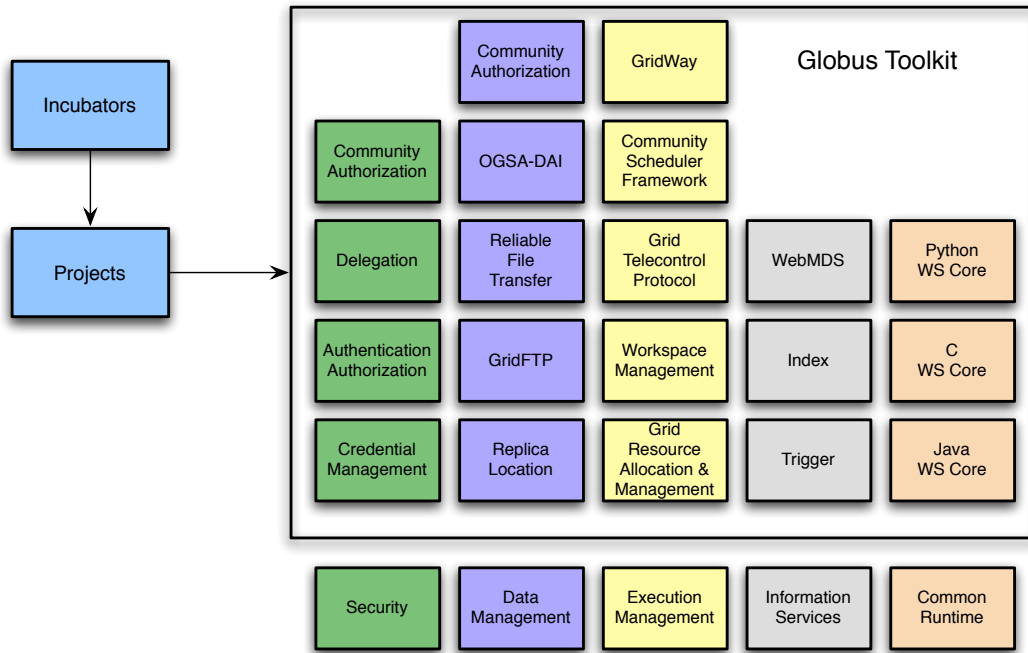 Incubators
Projects
Globus Toolkit
Community
Authorization
GridWay
Community
Authorization
OGSA-DAI
Community
Scheduler
Framework
Delegation
Reliable
File
Transfer
Grid
Telecontrol
Protocol
WebMDS
Python
WS Core
Authentication
Authorization
GridFTP
Workspace
Management
Index
C
WS Core
Credential
Management
Replica
Location
Grid
Resource
Allocation &
Management
Trigger
Java
WS Core
Security
Data
Management
Execution
Management
Information
Services
Common
Runtime